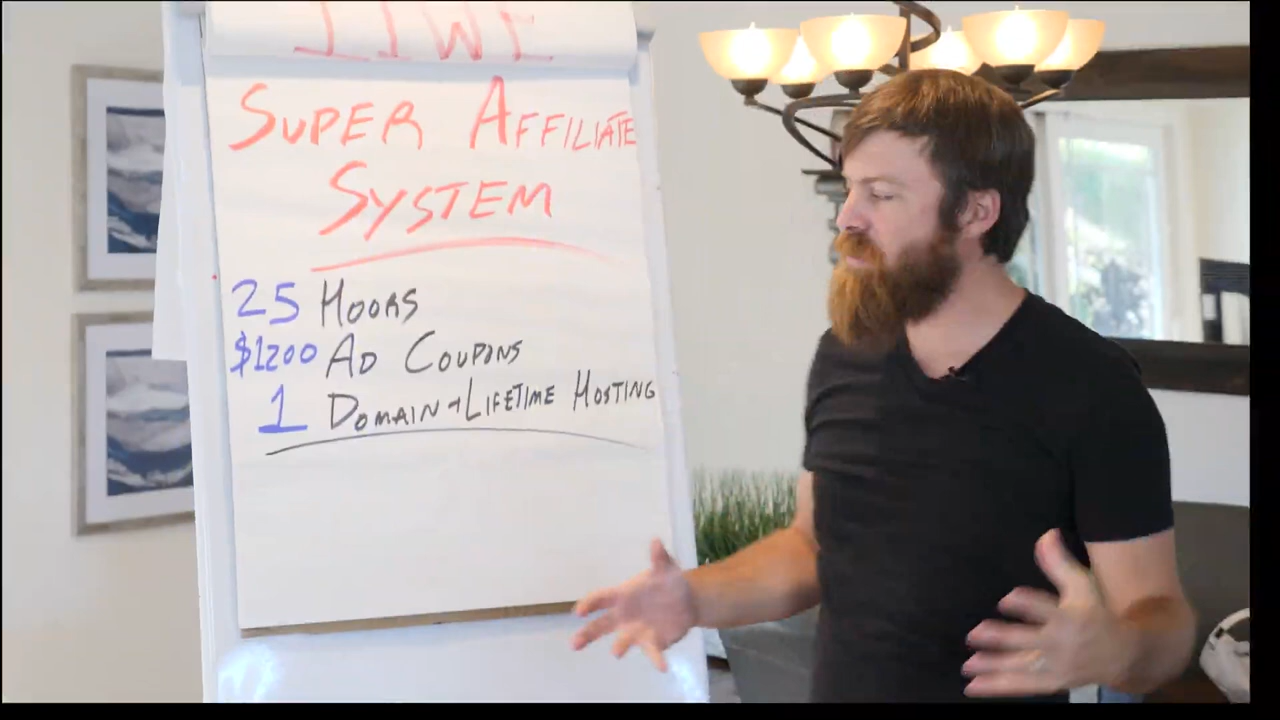 SUPER AFFILIATE
SYSTEM
25 HOURS
$1200 AD COUPONS
1 DOMAIN + LIFETIME HOSTING